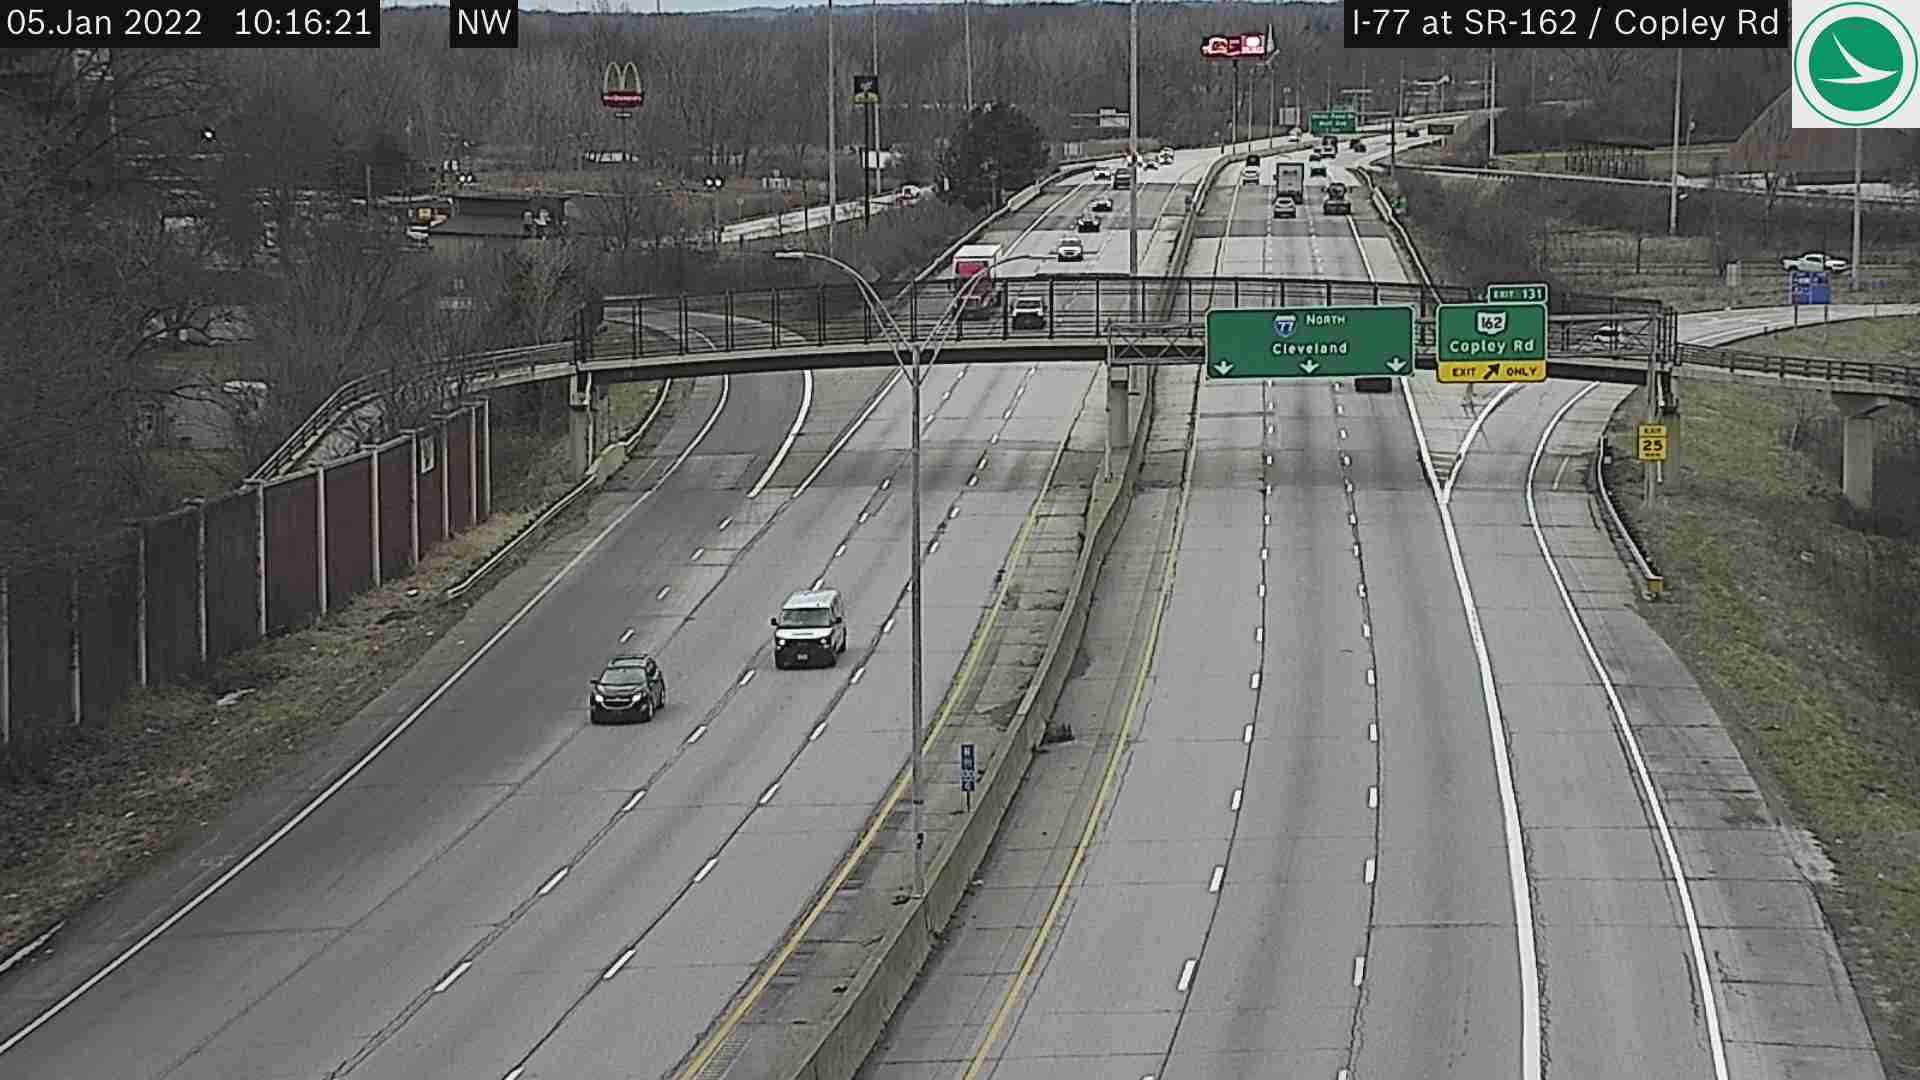 05.Jan 2022 10:16:21
NW
I-77 at SR-162 / Copley Rd
McDonald's
EXIT 131
77 NORTH
Cleveland
162
Copley Rd
EXIT ONLY
EXIT
25